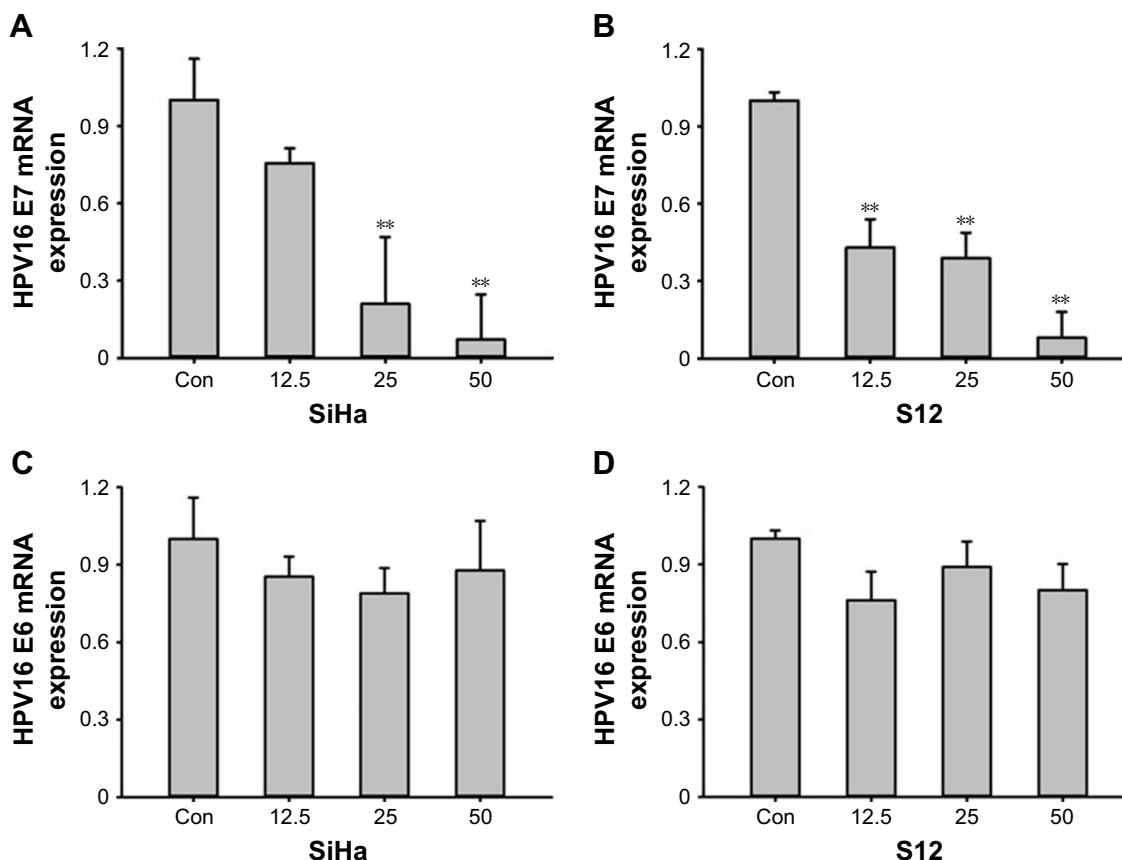 A
HPV16 E7 mRNA
expression
1.2
0.9
0.6
0.3
0
**
**
Con 12.5 25 50
SiHa
B
HPV16 E7 mRNA
expression
1.2
0.9
0.6
0.3
0
**
**
**
Con 12.5 25 50
S12
C
HPV16 E6 mRNA
expression
1.2
0.9
0.6
0.3
0
Con 12.5 25 50
SiHa
D
HPV16 E6 mRNA
expression
1.2
0.9
0.6
0.3
0
Con 12.5 25 50
S12